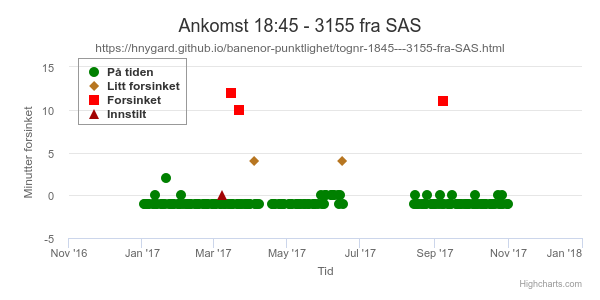 Ankomst 18:45 - 3155 fra SAS
https://hnygard.github.io/banenor-punktlighet/tognr-1845---3155-fra-SAS.html
På tiden
Litt forsinket
Forsinket
Innstilt
Minutter forsinket
15
10
5
0
-5
Nov '16
Jan '17
Mar '17
May '17
Jul '17
Sep '17
Nov '17
Jan '18
Tid
Highcharts.com